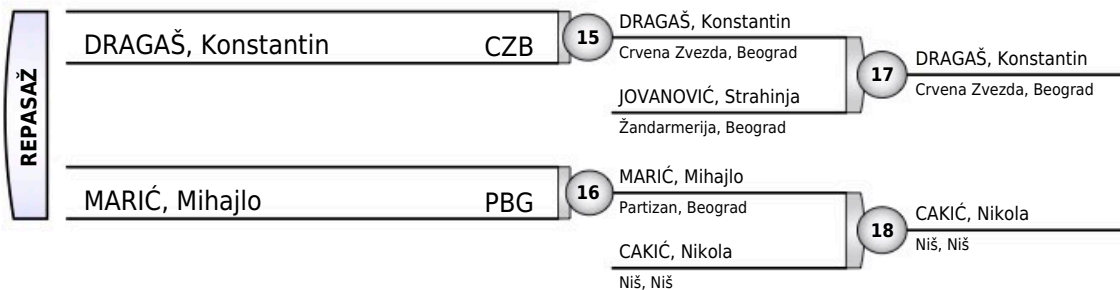 REPASAŽ
DRAGAŠ, Konstantin CZB
15
DRAGAŠ, Konstantin
Crvena Zvezda, Beograd
JOVANOVIĆ, Strahinja
Žandarmerija, Beograd
17
DRAGAŠ, Konstantin
Crvena Zvezda, Beograd
MARIĆ, Mihajlo PBG
16
MARIĆ, Mihajlo
Partizan, Beograd
CAKIĆ, Nikola
Niš, Niš
18
CAKIĆ, Nikola
Niš, Niš